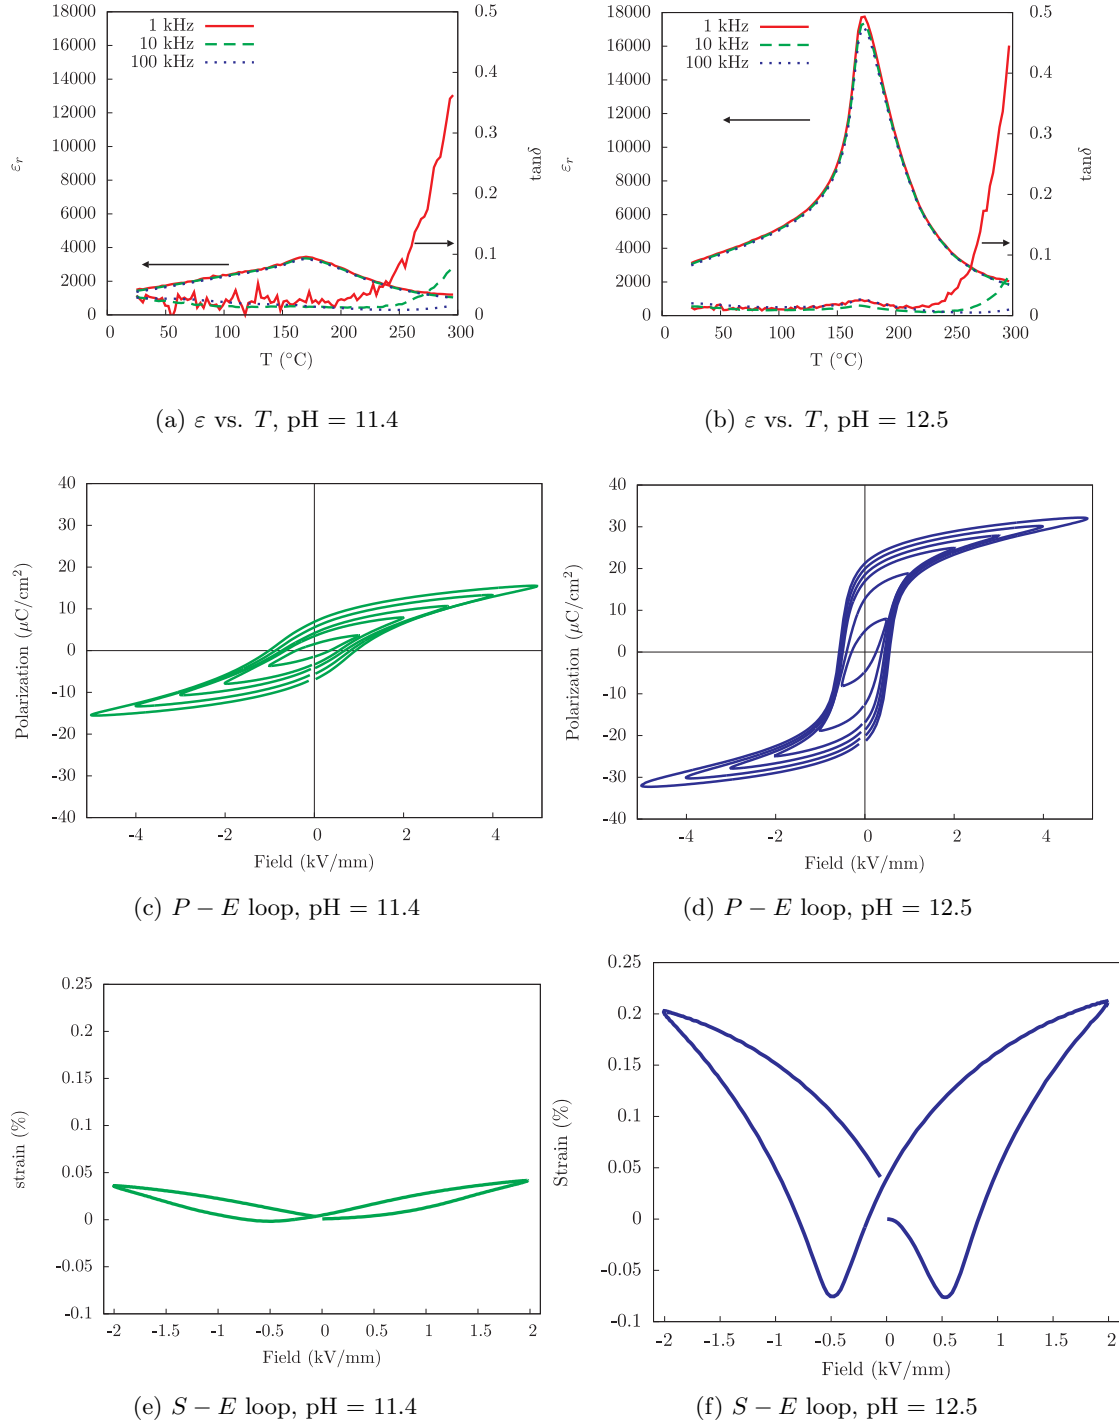 18000
16000
14000
12000
10000
8000
6000
4000
2000
0
0.5
0.4
0.3
0.2
0.1
0
1 kHz
10 kHz
100 kHz
εr
tanδ
0 50 100 150 200 250 300
T (°C)
(a) ε vs. T, pH = 11.4
18000
16000
14000
12000
10000
8000
6000
4000
2000
0
0.5
0.4
0.3
0.2
0.1
0
1 kHz
10 kHz
100 kHz
εr
tanδ
0 50 100 150 200 250 300
T (°C)
(b) ε vs. T, pH = 12.5
40
30
20
10
0
-10
-20
-30
-40
Polarization (μC/cm²)
-4 -2 0 2 4
Field (kV/mm)
(c) P − E loop, pH = 11.4
40
30
20
10
0
-10
-20
-30
-40
Polarization (μC/cm²)
-4 -2 0 2 4
Field (kV/mm)
(d) P − E loop, pH = 12.5
0.25
0.2
0.15
0.1
0.05
0
-0.05
-0.1
strain (%)
-2 -1.5 -1 -0.5 0 0.5 1 1.5 2
Field (kV/mm)
(e) S − E loop, pH = 11.4
0.25
0.2
0.15
0.1
0.05
0
-0.05
-0.1
Strain (%)
-2 -1.5 -1 -0.5 0 0.5 1 1.5 2
Field (kV/mm)
(f) S − E loop, pH = 12.5